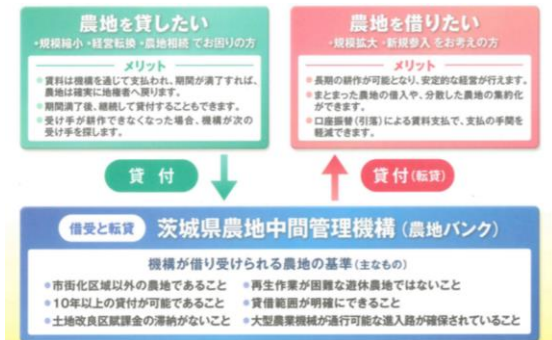 農地を貸したい
・規模縮小・経営転換・農地相続でお困りの方
メリット
●賃料は機構を通じて支払われ、期間が満了すれば、
農地は確実に地権者へ戻ります。
●期間満了後、継続して貸付することもできます。
●受け手が耕作できなくなった場合、機構が次の
受け手を探します。
農地を借りたい
・規模拡大・新規参入をお考えの方
メリット
●長期の耕作が可能となり、安定的な経営が行えます。
●まとまった農地の借入や、分散した農地の集約化
ができます。
●口座振替(引落)による賃料支払で、支払の手間を
軽減できます。
貸付
貸付(転貸)
借受と転貸 茨城県農地中間管理機構(農地バンク)
機構が借り受けられる農地の基準(主なもの)
●市街化区域以外の農地であること
●10年以上の貸付が可能であること
●土地改良区賦課金の滞納がないこと
●再生作業が困難な遊休農地ではないこと
●貸借範囲が明確にできること
●大型農業機械が通行可能な進入路が確保されていること